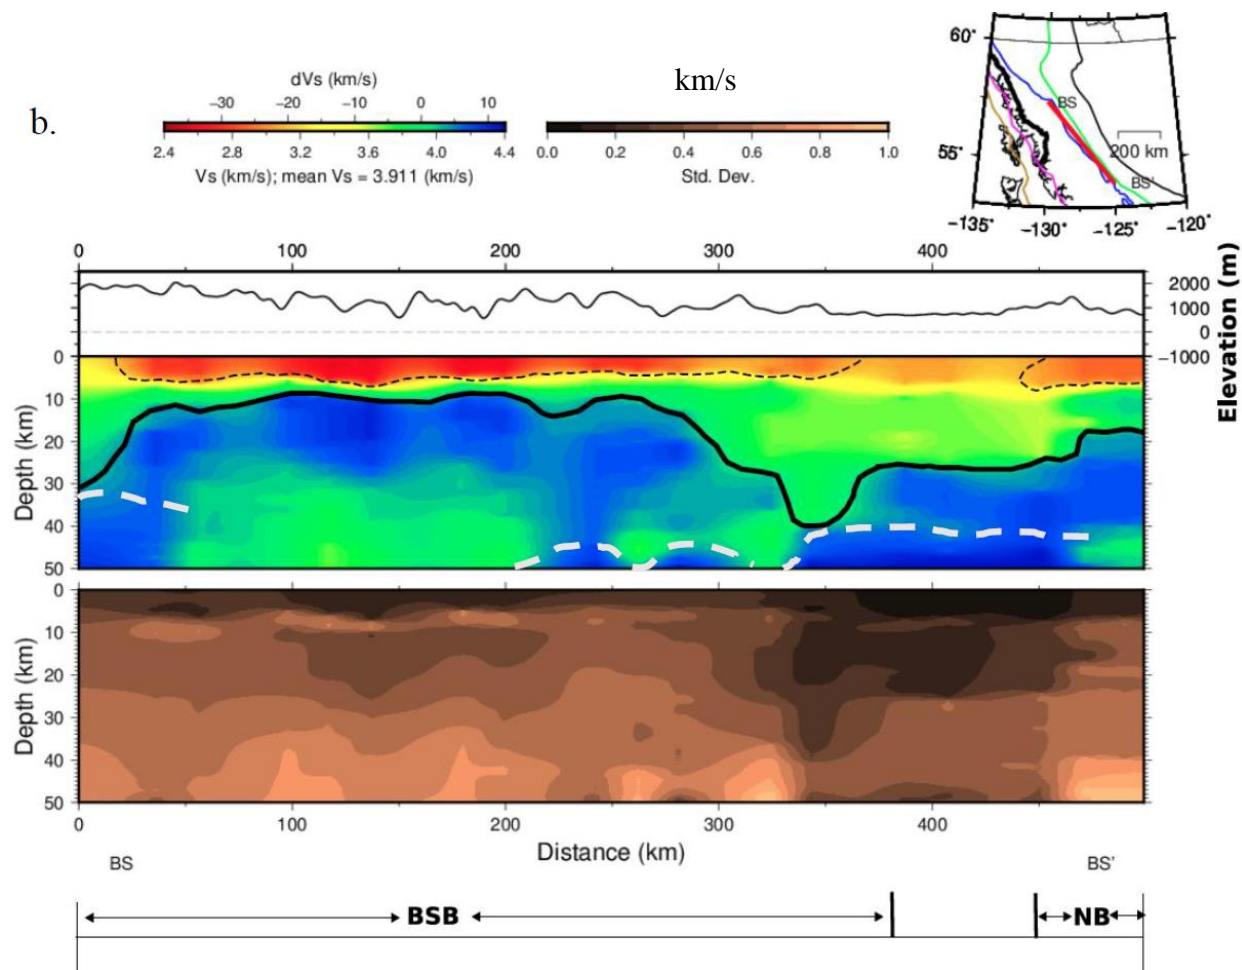 b.
dVs (km/s)
−30 −20 −10 0 10
2.4 2.8 3.2 3.6 4.0 4.4
Vs (km/s); mean Vs = 3.911 (km/s)
km/s
0.0 0.2 0.4 0.6 0.8 1.0
Std. Dev.
60°
55°
BS
200 km
BS'
−135° −130° −125° −120°
0 100 200 300 400
2000
1000
0
−1000
Elevation (m)
0
10
20
30
40
50
Depth (km)
0
10
20
30
40
50
Depth (km)
0 100 200 300 400
Distance (km)
BS BS'
BSB NB